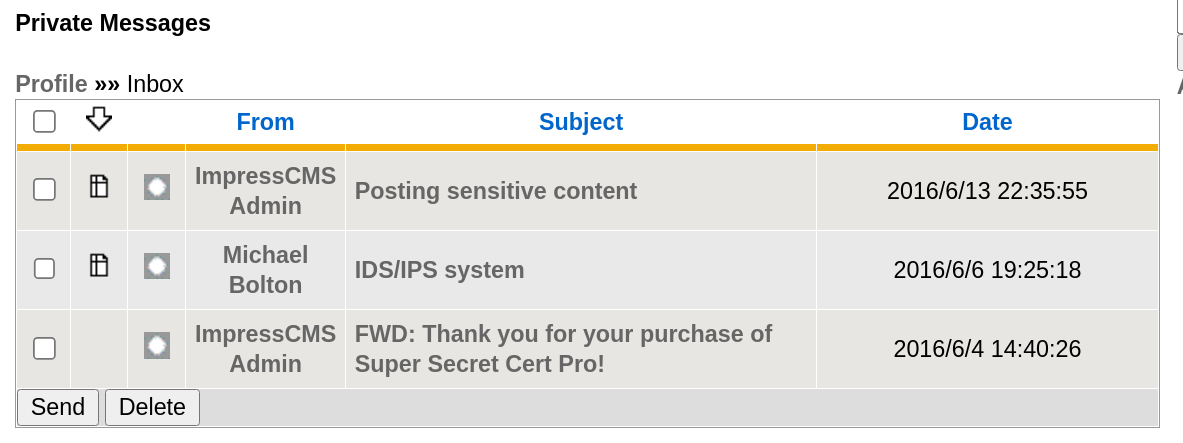 Private Messages
Profile »» Inbox
From Subject Date
ImpressCMS Admin Posting sensitive content 2016/6/13 22:35:55
Michael Bolton IDS/IPS system 2016/6/6 19:25:18
ImpressCMS Admin FWD: Thank you for your purchase of Super Secret Cert Pro! 2016/6/4 14:40:26
Send Delete